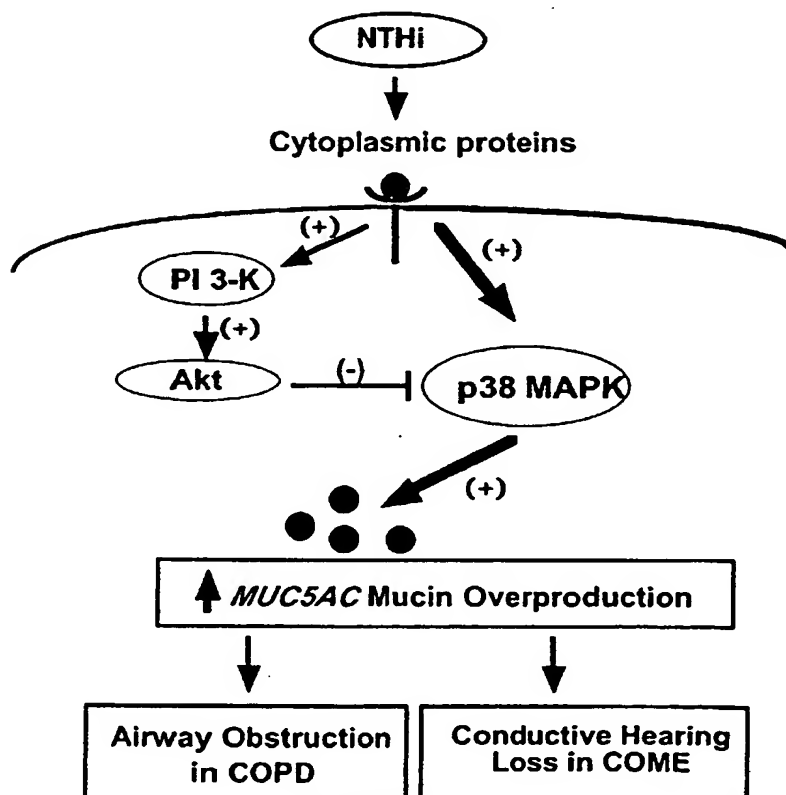 NTHi
Cytoplasmic proteins
(+)
(+)
PI 3-K
(+)
Akt
(-)
p38 MAPK
(+)
MUC5AC Mucin Overproduction
Airway Obstruction
in COPD
Conductive Hearing
Loss in COME